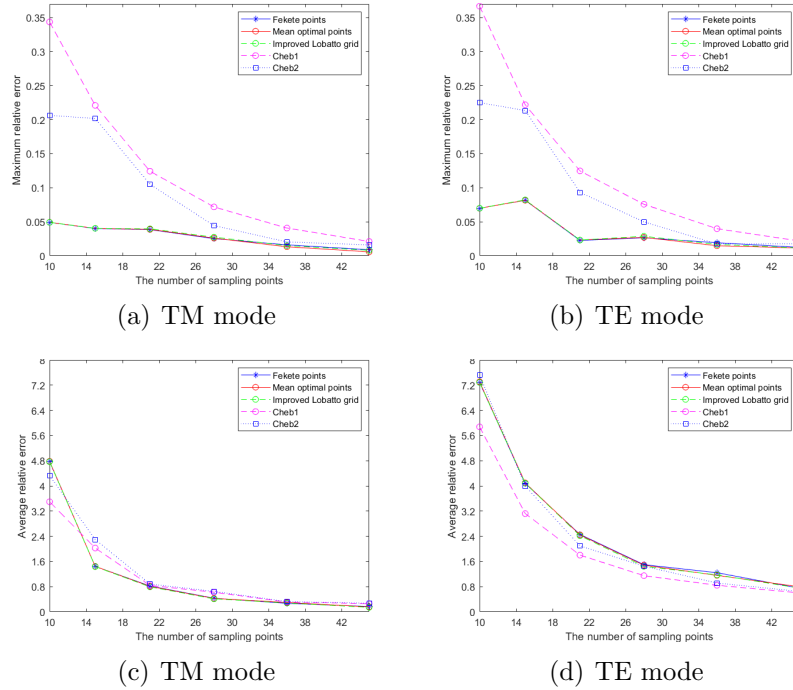 0.35
0.3
0.25
0.2
0.15
0.1
0.05
0
Maximum relative error
10 14 18 22 26 30 34 38 42
The number of sampling points
Fekete points
Mean optimal points
Improved Lobatto grid
Cheb1
Cheb2
(a) TM mode
0.35
0.3
0.25
0.2
0.15
0.1
0.05
0
Maximum relative error
10 14 18 22 26 30 34 38 42
The number of sampling points
Fekete points
Mean optimal points
Improved Lobatto grid
Cheb1
Cheb2
(b) TE mode
8
7.2
6.4
5.6
4.8
4
3.2
2.4
1.6
0.8
0
Average relative error
10 14 18 22 26 30 34 38 42
The number of sampling points
Fekete points
Mean optimal points
Improved Lobatto grid
Cheb1
Cheb2
(c) TM mode
8
7.2
6.4
5.6
4.8
4
3.2
2.4
1.6
0.8
0
Average relative error
10 14 18 22 26 30 34 38 42
The number of sampling points
Fekete points
Mean optimal points
Improved Lobatto grid
Cheb1
Cheb2
(d) TE mode